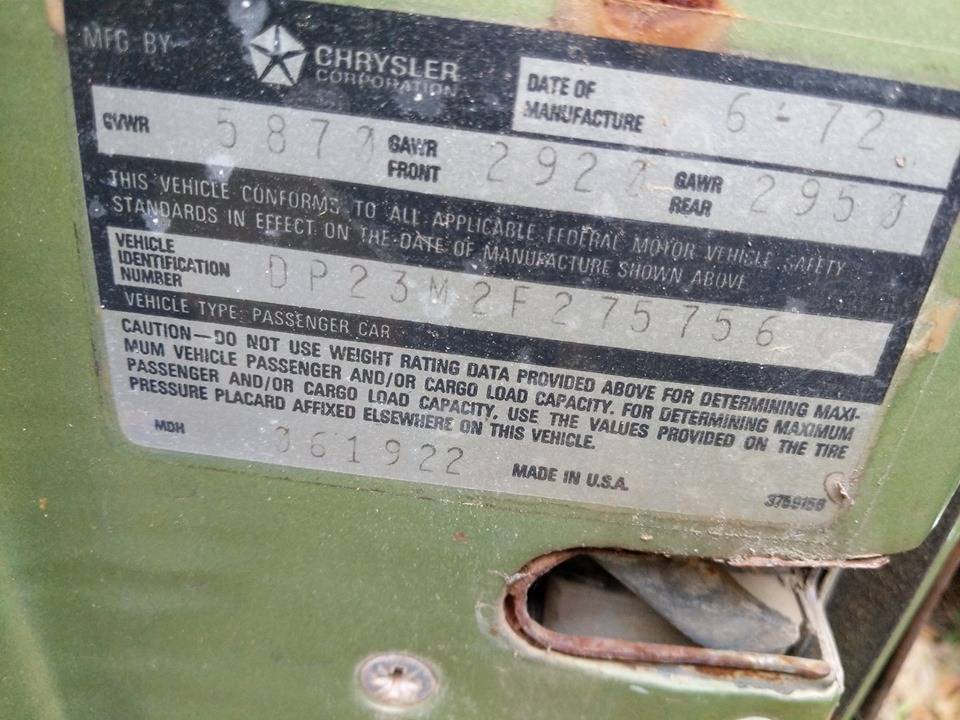 MFG BY CHRYSLER
CORPORATION
DATE OF
MANUFACTURE 6-72
GVWR 5870 GAWR
FRONT 2920 GAWR
REAR 2950
THIS VEHICLE CONFORMS TO ALL APPLICABLE FEDERAL MOTOR VEHICLE SAFETY
STANDARDS IN EFFECT ON THE DATE OF MANUFACTURE SHOWN ABOVE
VEHICLE
IDENTIFICATION
NUMBER DP23M2F275756
VEHICLE TYPE: PASSENGER CAR
CAUTION—DO NOT USE WEIGHT RATING DATA PROVIDED ABOVE FOR DETERMINING MAXI-
MUM VEHICLE PASSENGER AND/OR CARGO LOAD CAPACITY. FOR DETERMINING MAXIMUM
PASSENGER AND/OR CARGO LOAD CAPACITY, USE THE VALUES PROVIDED ON THE TIRE
PRESSURE PLACARD AFFIXED ELSEWHERE ON THIS VEHICLE.
MDH 061922 MADE IN U.S.A.
3759156